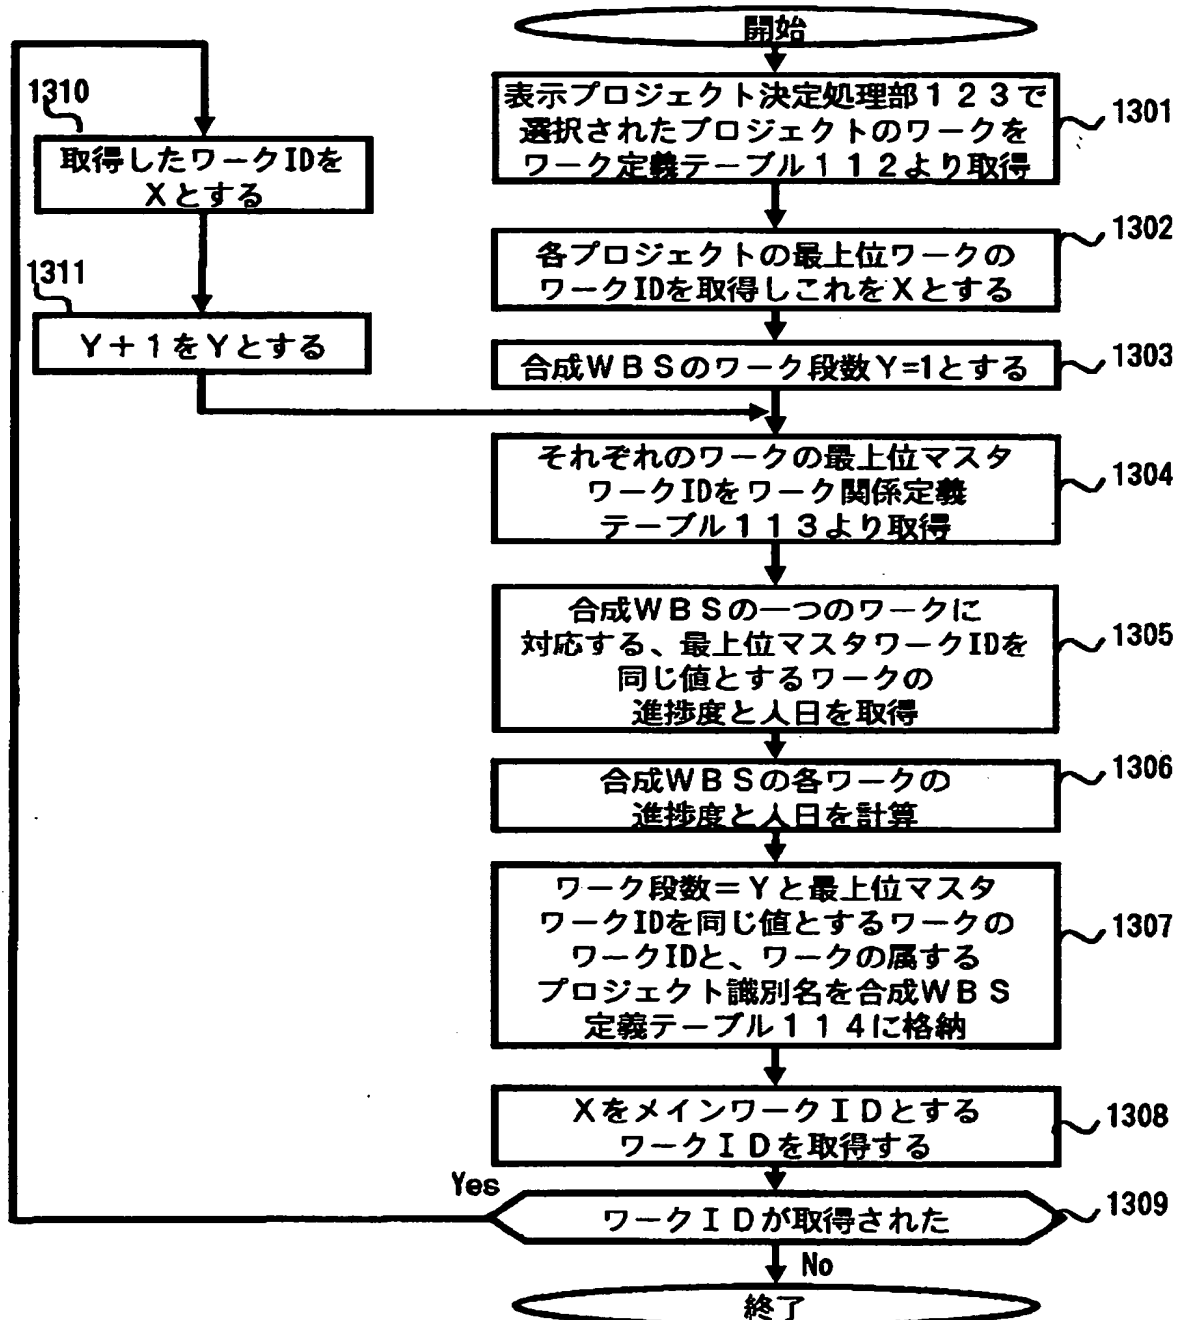 開始
表示プロジェクト決定処理部１２３で
選択されたプロジェクトのワークを
ワーク定義テーブル１１２より取得
1301
各プロジェクトの最上位ワークの
ワークIDを取得しこれをXとする
1302
合成WBSのワーク段数Y=1とする
1303
それぞれのワークの最上位マスタ
ワークIDをワーク関係定義
テーブル１１３より取得
1304
合成WBSの一つのワークに
対応する、最上位マスタワークIDを
同じ値とするワークの
進捗度と人日を取得
1305
合成WBSの各ワークの
進捗度と人日を計算
1306
ワーク段数＝Yと最上位マスタ
ワークIDを同じ値とするワークの
ワークIDと、ワークの属する
プロジェクト識別名を合成WBS
定義テーブル１１４に格納
1307
XをメインワークＩＤとする
ワークＩＤを取得する
1308
ワークＩＤが取得された
1309
Yes
No
終了
1310
取得したワークIDを
Xとする
1311
Y＋１をYとする